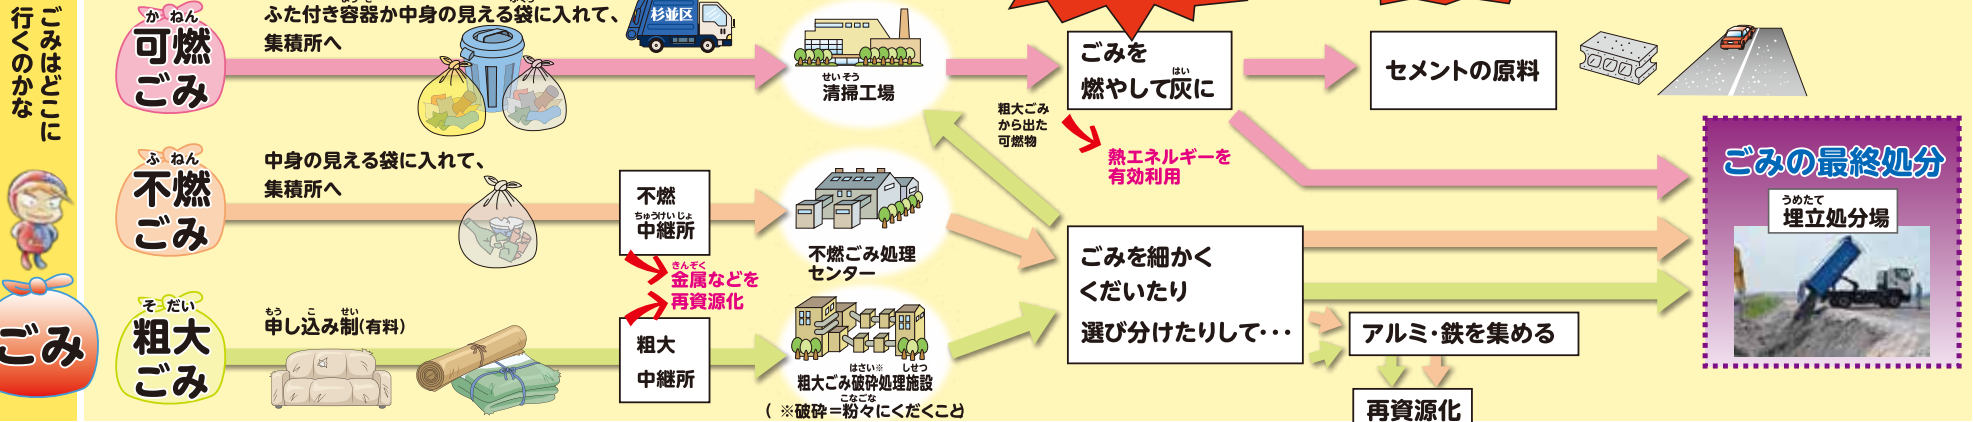 ごみはどこに
行くのかな
ごみ
か ねん
可燃
ごみ
ふた付き容器か中身の見える袋に入れて、
集積所へ
杉並区
せいそう
清掃工場
ごみを
はい
燃やして灰に
セメントの原料
粗大ごみ
から出た
可燃物
熱エネルギーを
有効利用
ふ ねん
不燃
ごみ
中身の見える袋に入れて、
集積所へ
不燃
ちゅうけいじょ
中継所
きんぞく
金属などを
再資源化
不燃ごみ処理
センター
ごみを細かく
くだいたり
選び分けたりして・・・
ごみの最終処分
うめたて
埋立処分場
そ だい
粗大
ごみ
もう こ せい
申し込み制(有料)
粗大
中継所
はさい※ しせつ
粗大ごみ破砕処理施設
こなごな
(※破砕=粉々にくだくこと)
アルミ・鉄を集める
再資源化